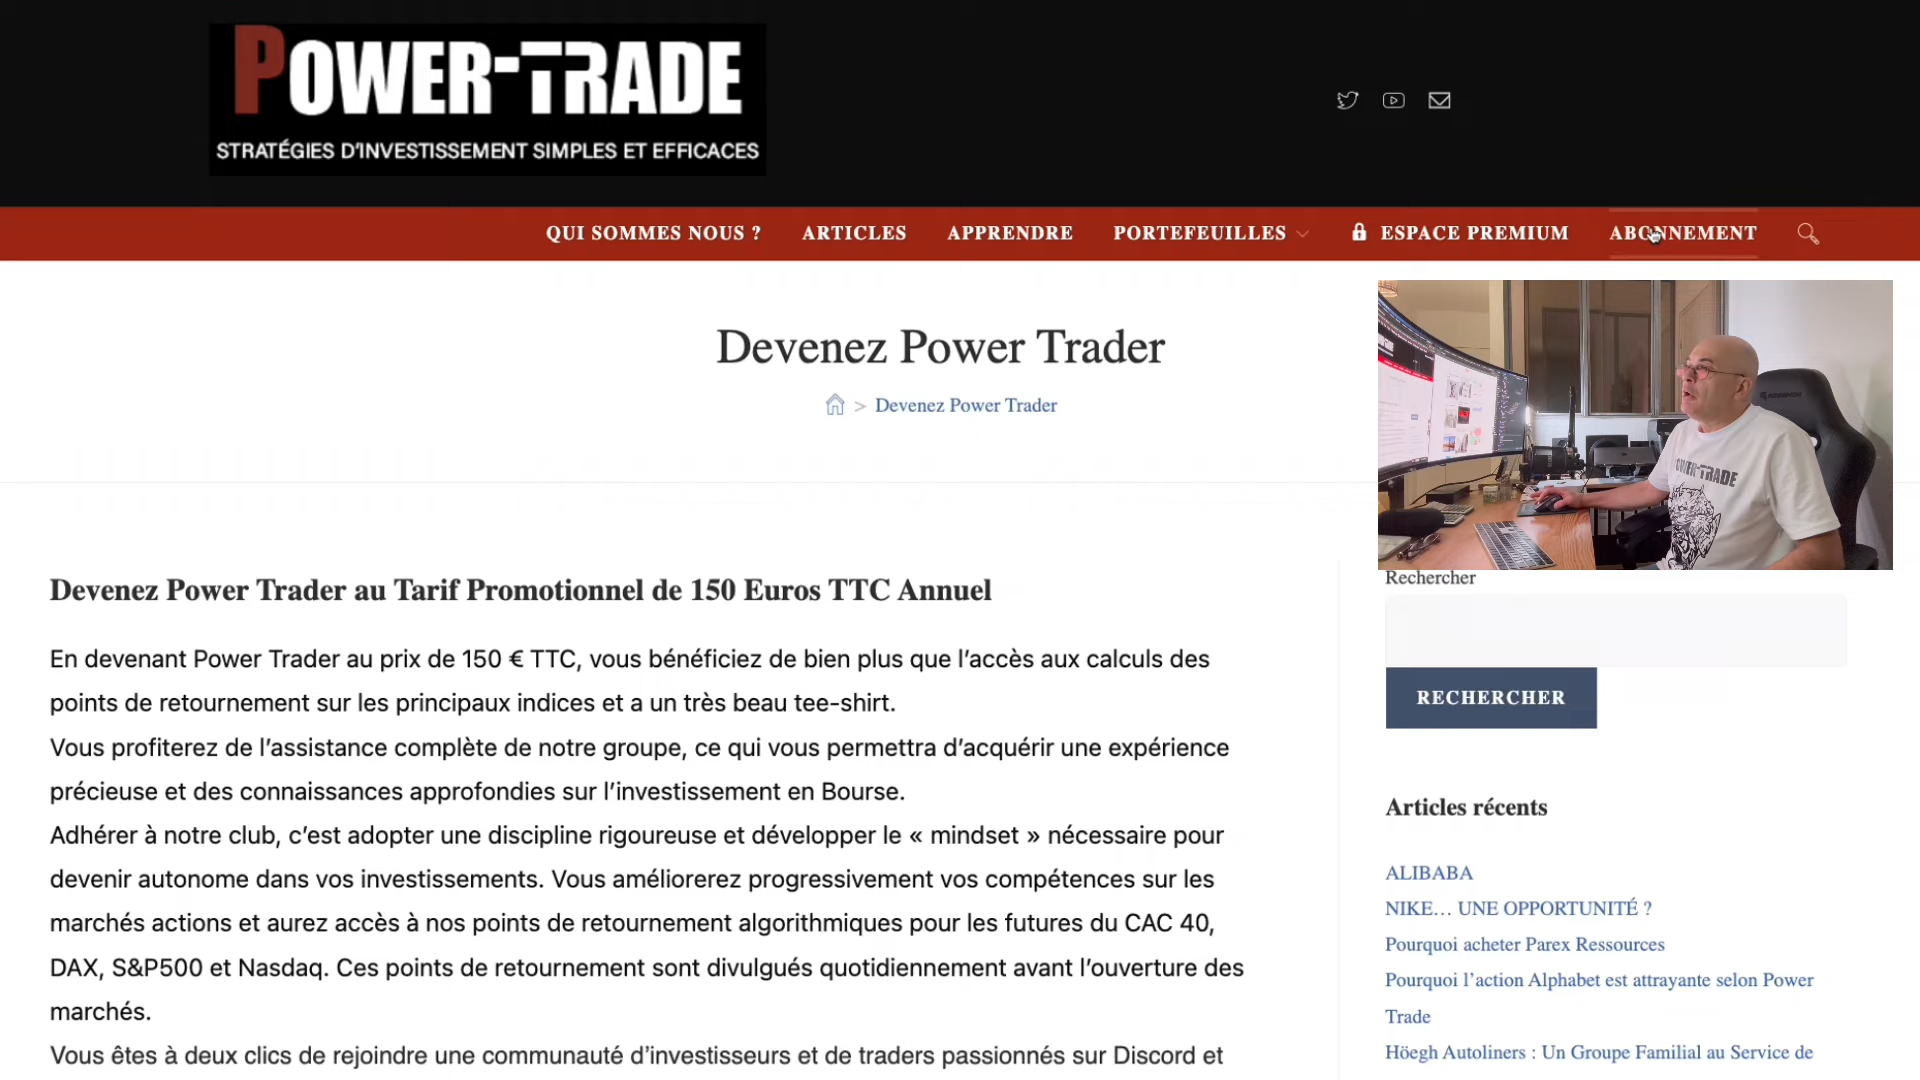 POWER-TRADE
STRATÉGIES D'INVESTISSEMENT SIMPLES ET EFFICACES
QUI SOMMES NOUS ? ARTICLES APPRENDRE PORTEFEUILLES ESPACE PREMIUM ABONNEMENT
Devenez Power Trader
> Devenez Power Trader
POWER-TRADE
Devenez Power Trader au Tarif Promotionnel de 150 Euros TTC Annuel
En devenant Power Trader au prix de 150 € TTC, vous bénéficiez de bien plus que l’accès aux calculs des
points de retournement sur les principaux indices et a un très beau tee-shirt.
Vous profiterez de l’assistance complète de notre groupe, ce qui vous permettra d’acquérir une expérience
précieuse et des connaissances approfondies sur l’investissement en Bourse.
Adhérer à notre club, c’est adopter une discipline rigoureuse et développer le « mindset » nécessaire pour
devenir autonome dans vos investissements. Vous améliorerez progressivement vos compétences sur les
marchés actions et aurez accès à nos points de retournement algorithmiques pour les futures du CAC 40,
DAX, S&P500 et Nasdaq. Ces points de retournement sont divulgués quotidiennement avant l’ouverture des
marchés.
Vous êtes à deux clics de rejoindre une communauté d’investisseurs et de traders passionnés sur Discord et
Rechercher
RECHERCHER
Articles récents
ALIBABA
NIKE… UNE OPPORTUNITÉ ?
Pourquoi acheter Parex Ressources
Pourquoi l’action Alphabet est attrayante selon Power
Trade
Höegh Autoliners : Un Groupe Familial au Service de